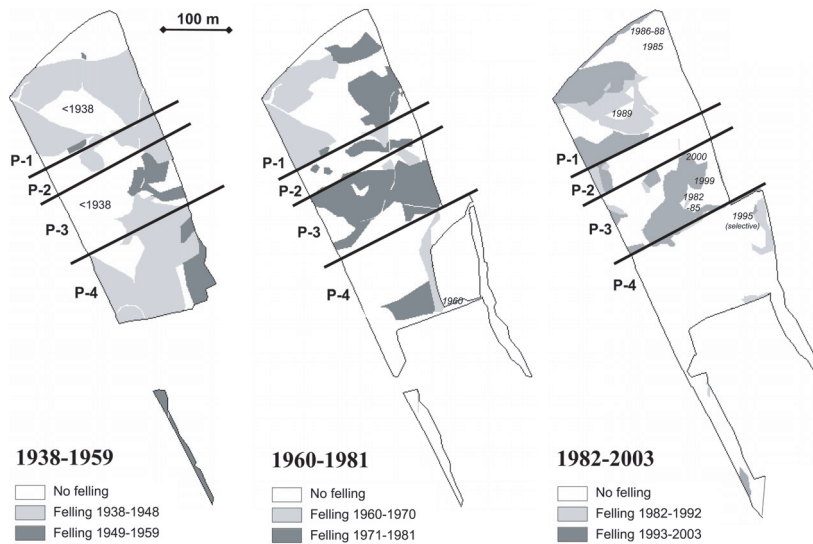 100 m
<1938
P-1
P-2
<1938
P-3
P-4
1938-1959
No felling
Felling 1938-1948
Felling 1949-1959
P-1
P-2
P-3
P-4
1960
1960-1981
No felling
Felling 1960-1970
Felling 1971-1981
1986-88
1985
1989
P-1
2000
P-2
1999
1982
-85
P-3
1995
(selective)
P-4
1982-2003
No felling
Felling 1982-1992
Felling 1993-2003